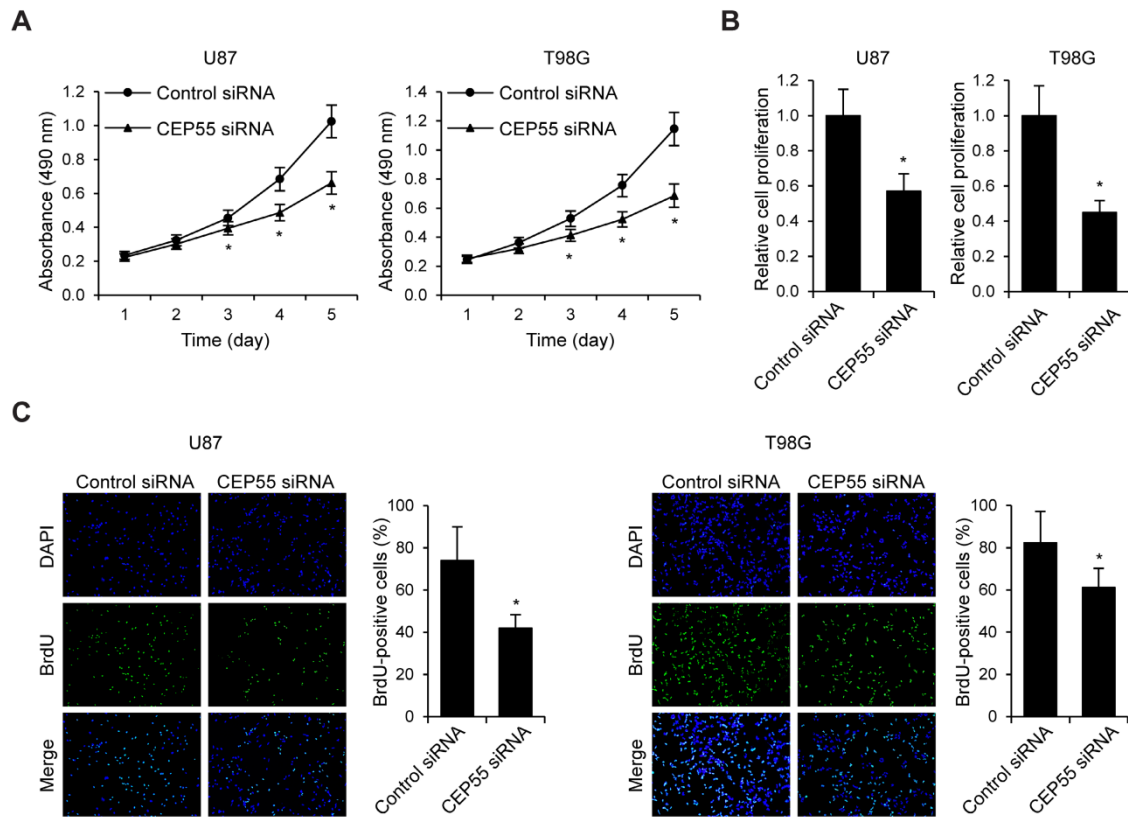 A
U87
Absorbance (490 nm)
1.2
1.0
0.8
0.6
0.4
0.2
0.0
Control siRNA
CEP55 siRNA
*
*
*
1 2 3 4 5
Time (day)
T98G
Absorbance (490 nm)
1.4
1.2
1.0
0.8
0.6
0.4
0.2
0.0
Control siRNA
CEP55 siRNA
*
*
*
1 2 3 4 5
Time (day)
B
U87
Relative cell proliferation
1.2
1.0
0.8
0.6
0.4
0.2
0.0
*
Control siRNA
CEP55 siRNA
T98G
Relative cell proliferation
1.2
1.0
0.8
0.6
0.4
0.2
0.0
*
Control siRNA
CEP55 siRNA
C
U87
Control siRNA CEP55 siRNA
DAPI
BrdU
Merge
BrdU-positive cells (%)
100
80
60
40
20
0
*
Control siRNA
CEP55 siRNA
T98G
Control siRNA CEP55 siRNA
DAPI
BrdU
Merge
BrdU-positive cells (%)
100
80
60
40
20
0
*
Control siRNA
CEP55 siRNA